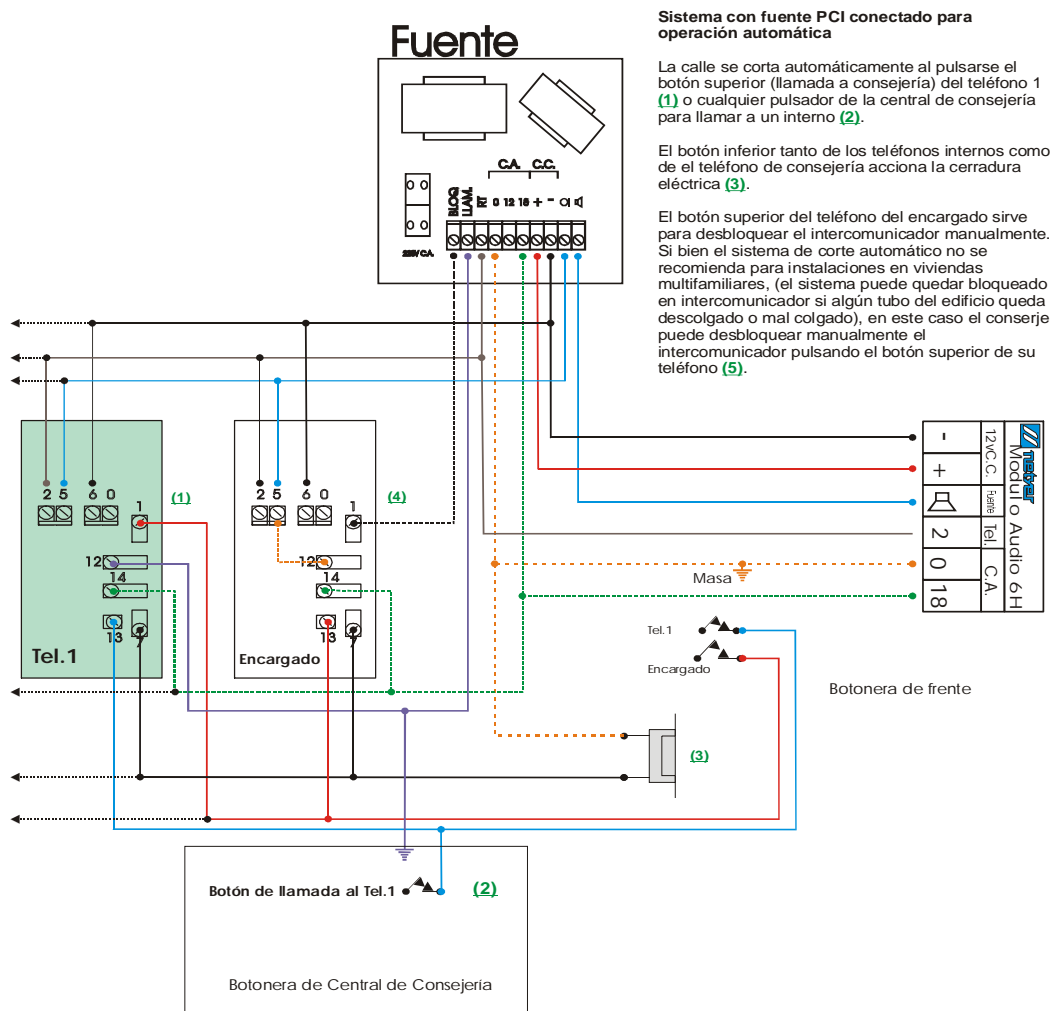 Fuente
Sistema con fuente PCI conectado para
operación automática
La calle se corta automáticamente al pulsarse el
botón superior (llamada a consejería) del teléfono 1
(1) o cualquier pulsador de la central de consejería
para llamar a un interno (2).
El botón inferior tanto de los teléfonos internos como
de el teléfono de consejería acciona la cerradura
eléctrica (3).
El botón superior del teléfono del encargado sirve
para desbloquear el intercomunicador manualmente.
Si bien el sistema de corte automático no se
recomienda para instalaciones en viviendas
multifamiliares, (el sistema puede quedar bloqueado
en intercomunicador si algún tubo del edificio queda
descolgado o mal colgado), en este caso el conserje
puede desbloquear manualmente el
intercomunicador pulsando el botón superior de su
teléfono (5).
C.A. C.C.
BLOQ LLAM. RT 0 12 18 + -
220V C.A.
2 5 6 0
1
(1)
12
14
13
7
Tel.1
2 5 6 0
1
(4)
12
14
13
7
Encargado
netyer
Modulo Audio 6H
12vC.C. Fuente Tel. C.A.
- + 2 0 18
Masa
Tel.1
Encargado
Botonera de frente
(3)
Botón de llamada al Tel.1
(2)
Botonera de Central de Consejería